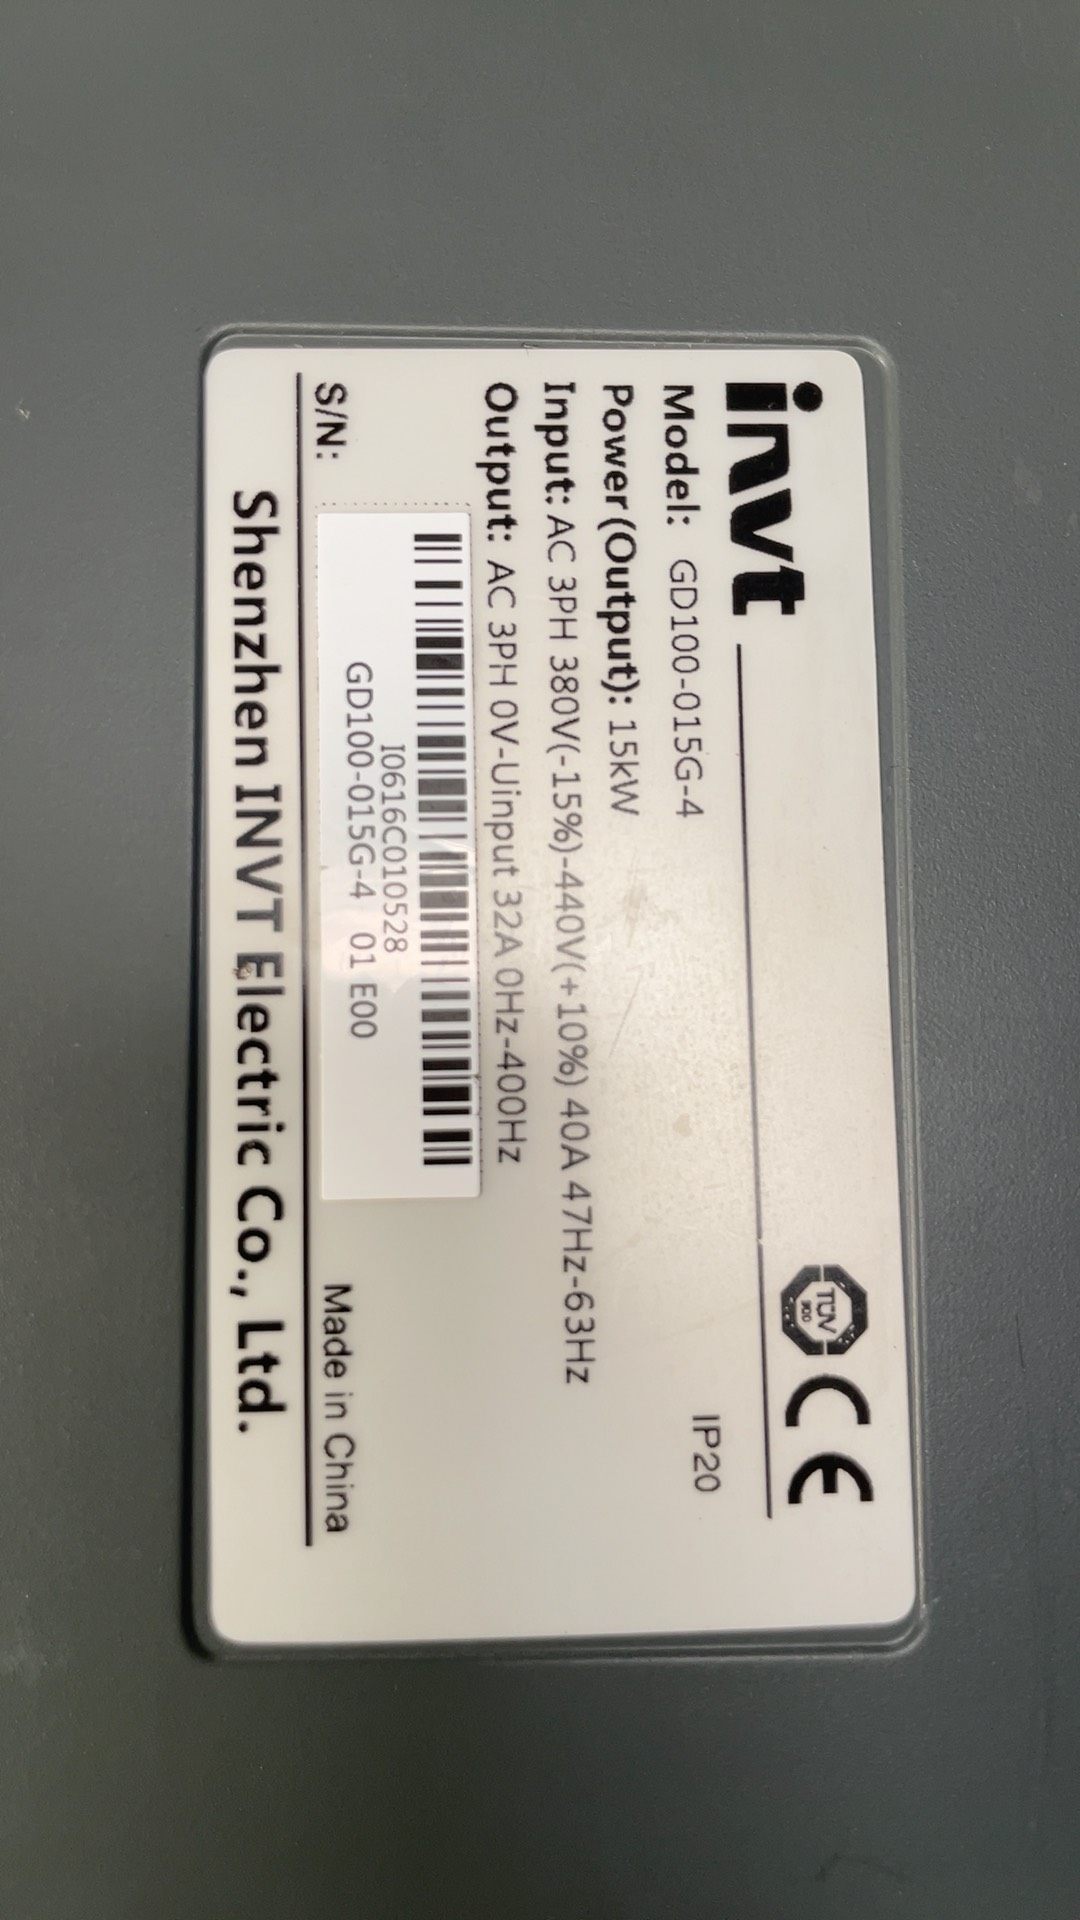 invt
TÜV
CE
Model: GD100-015G-4
IP20
Power(Output): 15kW
Input: AC 3PH 380V(-15%)-440V(+10%) 40A 47Hz-63Hz
Output: AC 3PH 0V-Uinput 32A 0Hz-400Hz
I0616C010528
S/N:
GD100-015G-4 01 E00
Made in China
Shenzhen INVT Electric Co., Ltd.